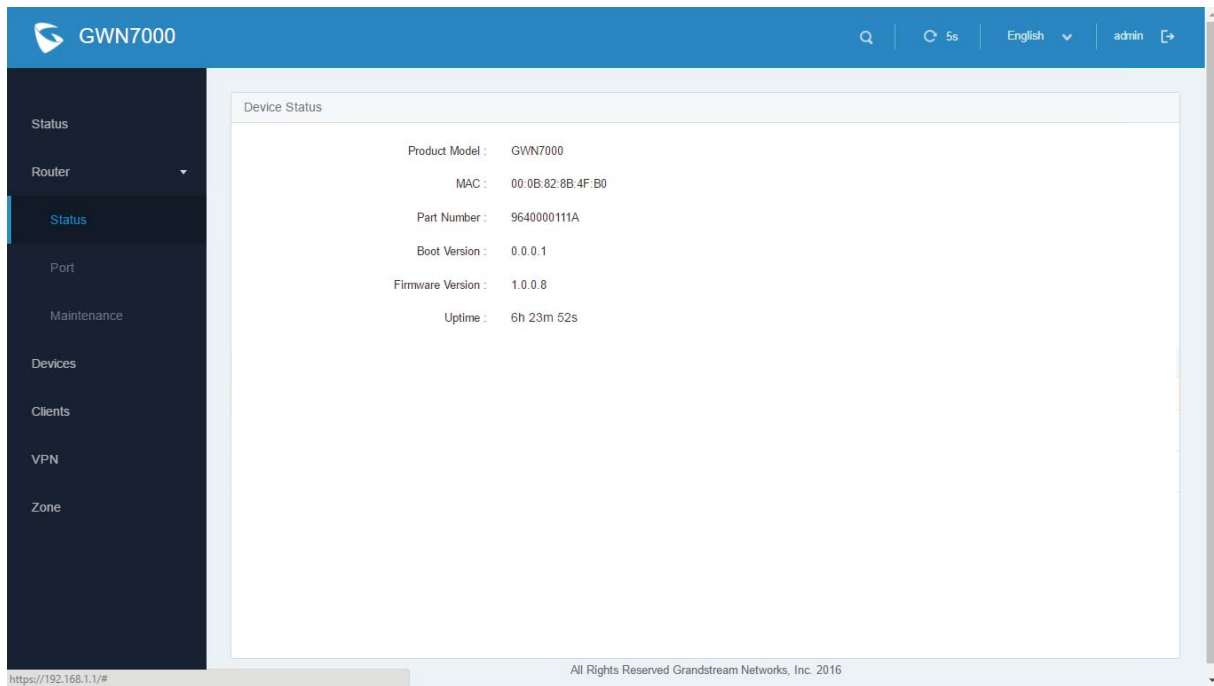 GWN7000
5s
English
admin
Status
Router
Status
Port
Maintenance
Devices
Clients
VPN
Zone
Device Status
Product Model : GWN7000
MAC : 00:0B:82:8B:4F:B0
Part Number : 9640000111A
Boot Version : 0.0.0.1
Firmware Version : 1.0.0.8
Uptime : 6h 23m 52s
All Rights Reserved Grandstream Networks, Inc. 2016
https://192.168.1.1/#